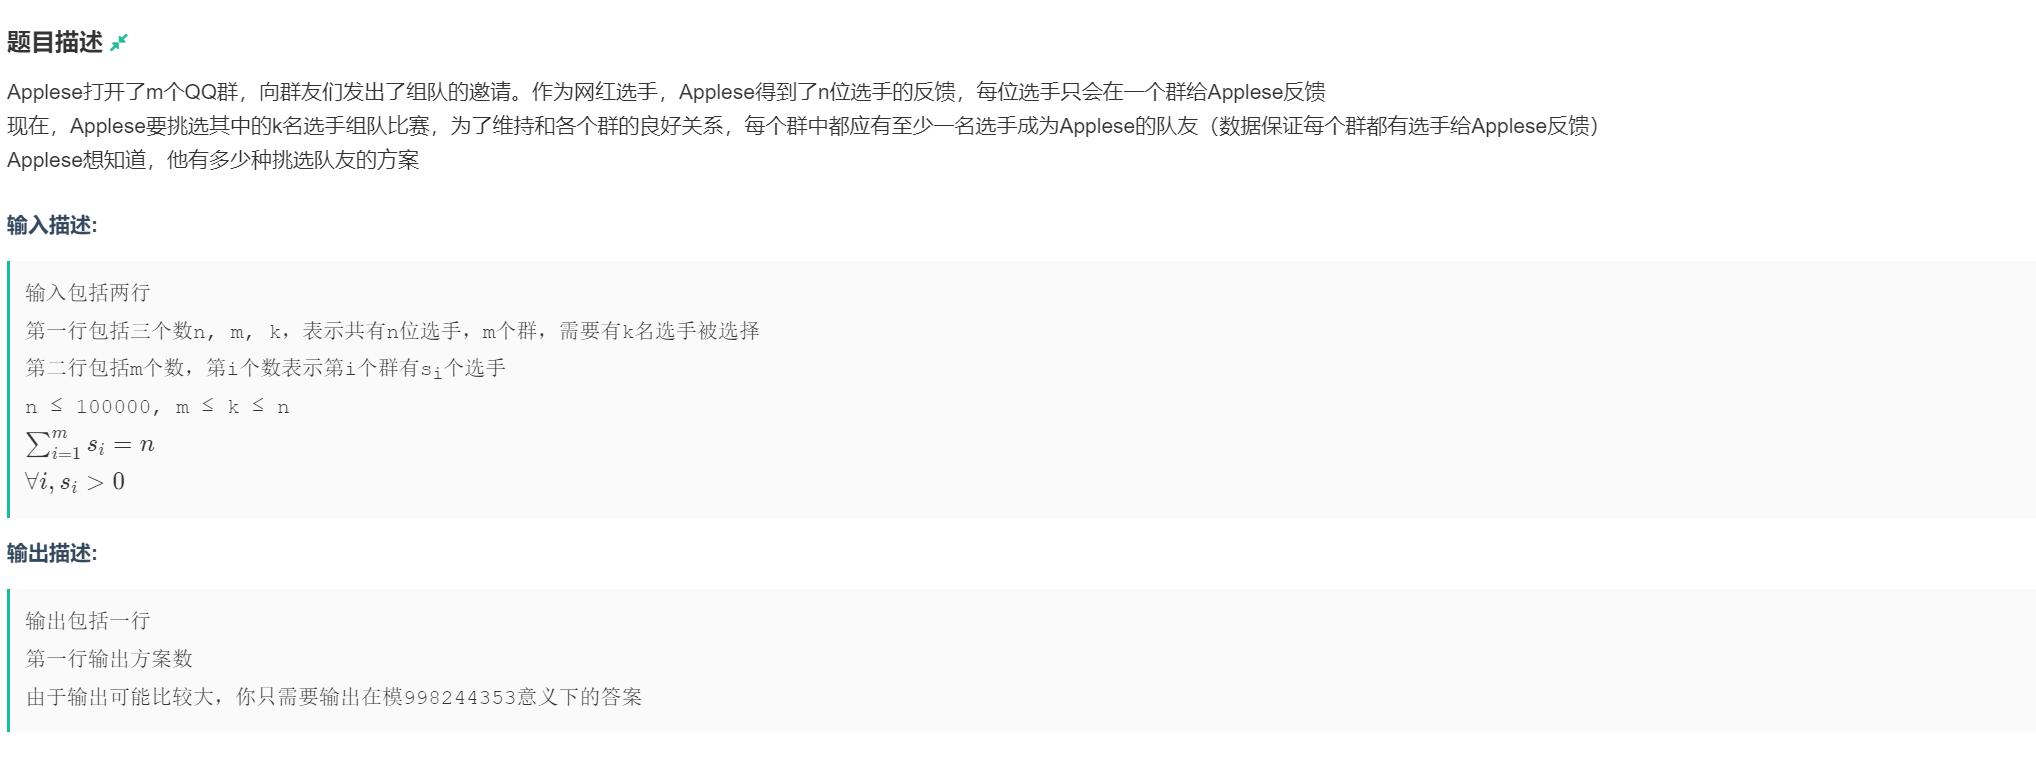 题目描述
Applese打开了m个QQ群，向群友们发出了组队的邀请。作为网红选手，Applese得到了n位选手的反馈，每位选手只会在一个群给Applese反馈
现在，Applese要挑选其中的k名选手组队比赛，为了维持和各个群的良好关系，每个群中都应有至少一名选手成为Applese的队友（数据保证每个群都有选手给Applese反馈）
Applese想知道，他有多少种挑选队友的方案
输入描述:
输入包括两行
第一行包括三个数n, m, k，表示共有n位选手，m个群，需要有k名选手被选择
第二行包括m个数，第i个数表示第i个群有s_i个选手
n ≤ 100000, m ≤ k ≤ n
∑_{i=1}^{m} s_i = n
∀i, s_i > 0
输出描述:
输出包括一行
第一行输出方案数
由于输出可能比较大，你只需要输出在模998244353意义下的答案